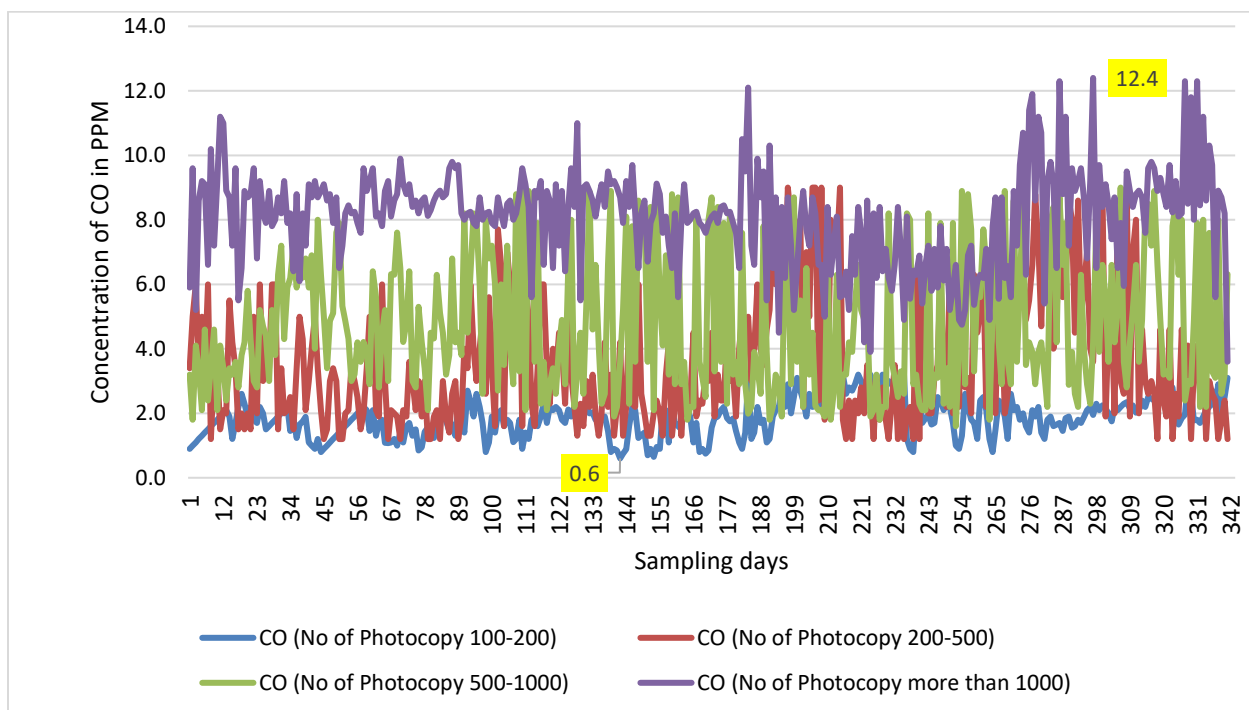 14.0
12.0
10.0
8.0
6.0
4.0
2.0
0.0
Concentration of CO in PPM
12.4
0.6
1 12 23 34 45 56 67 78 89 100 111 122 133 144 155 166 177 188 199 210 221 232 243 254 265 276 287 298 309 320 331 342
Sampling days
CO (No of Photocopy 100-200) CO (No of Photocopy 200-500)
CO (No of Photocopy 500-1000) CO (No of Photocopy more than 1000)